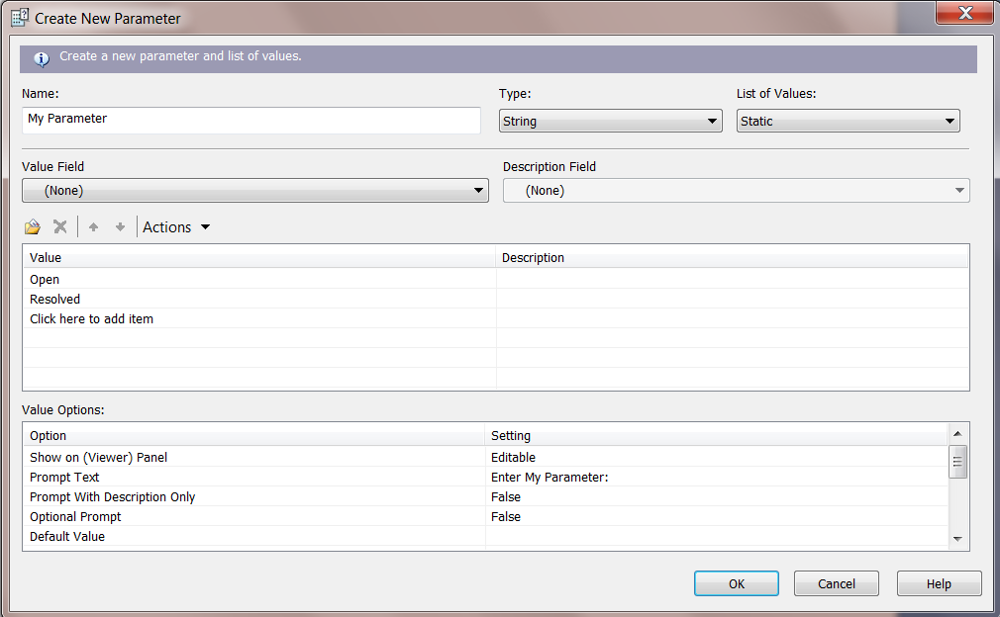 Create New Parameter
Create a new parameter and list of values.
Name: Type: List of Values:
My Parameter String Static
Value Field Description Field
(None) (None)
Actions
Value Description
Open
Resolved
Click here to add item
Value Options:
Option Setting
Show on (Viewer) Panel Editable
Prompt Text Enter My Parameter:
Prompt With Description Only False
Optional Prompt False
Default Value
OK Cancel Help